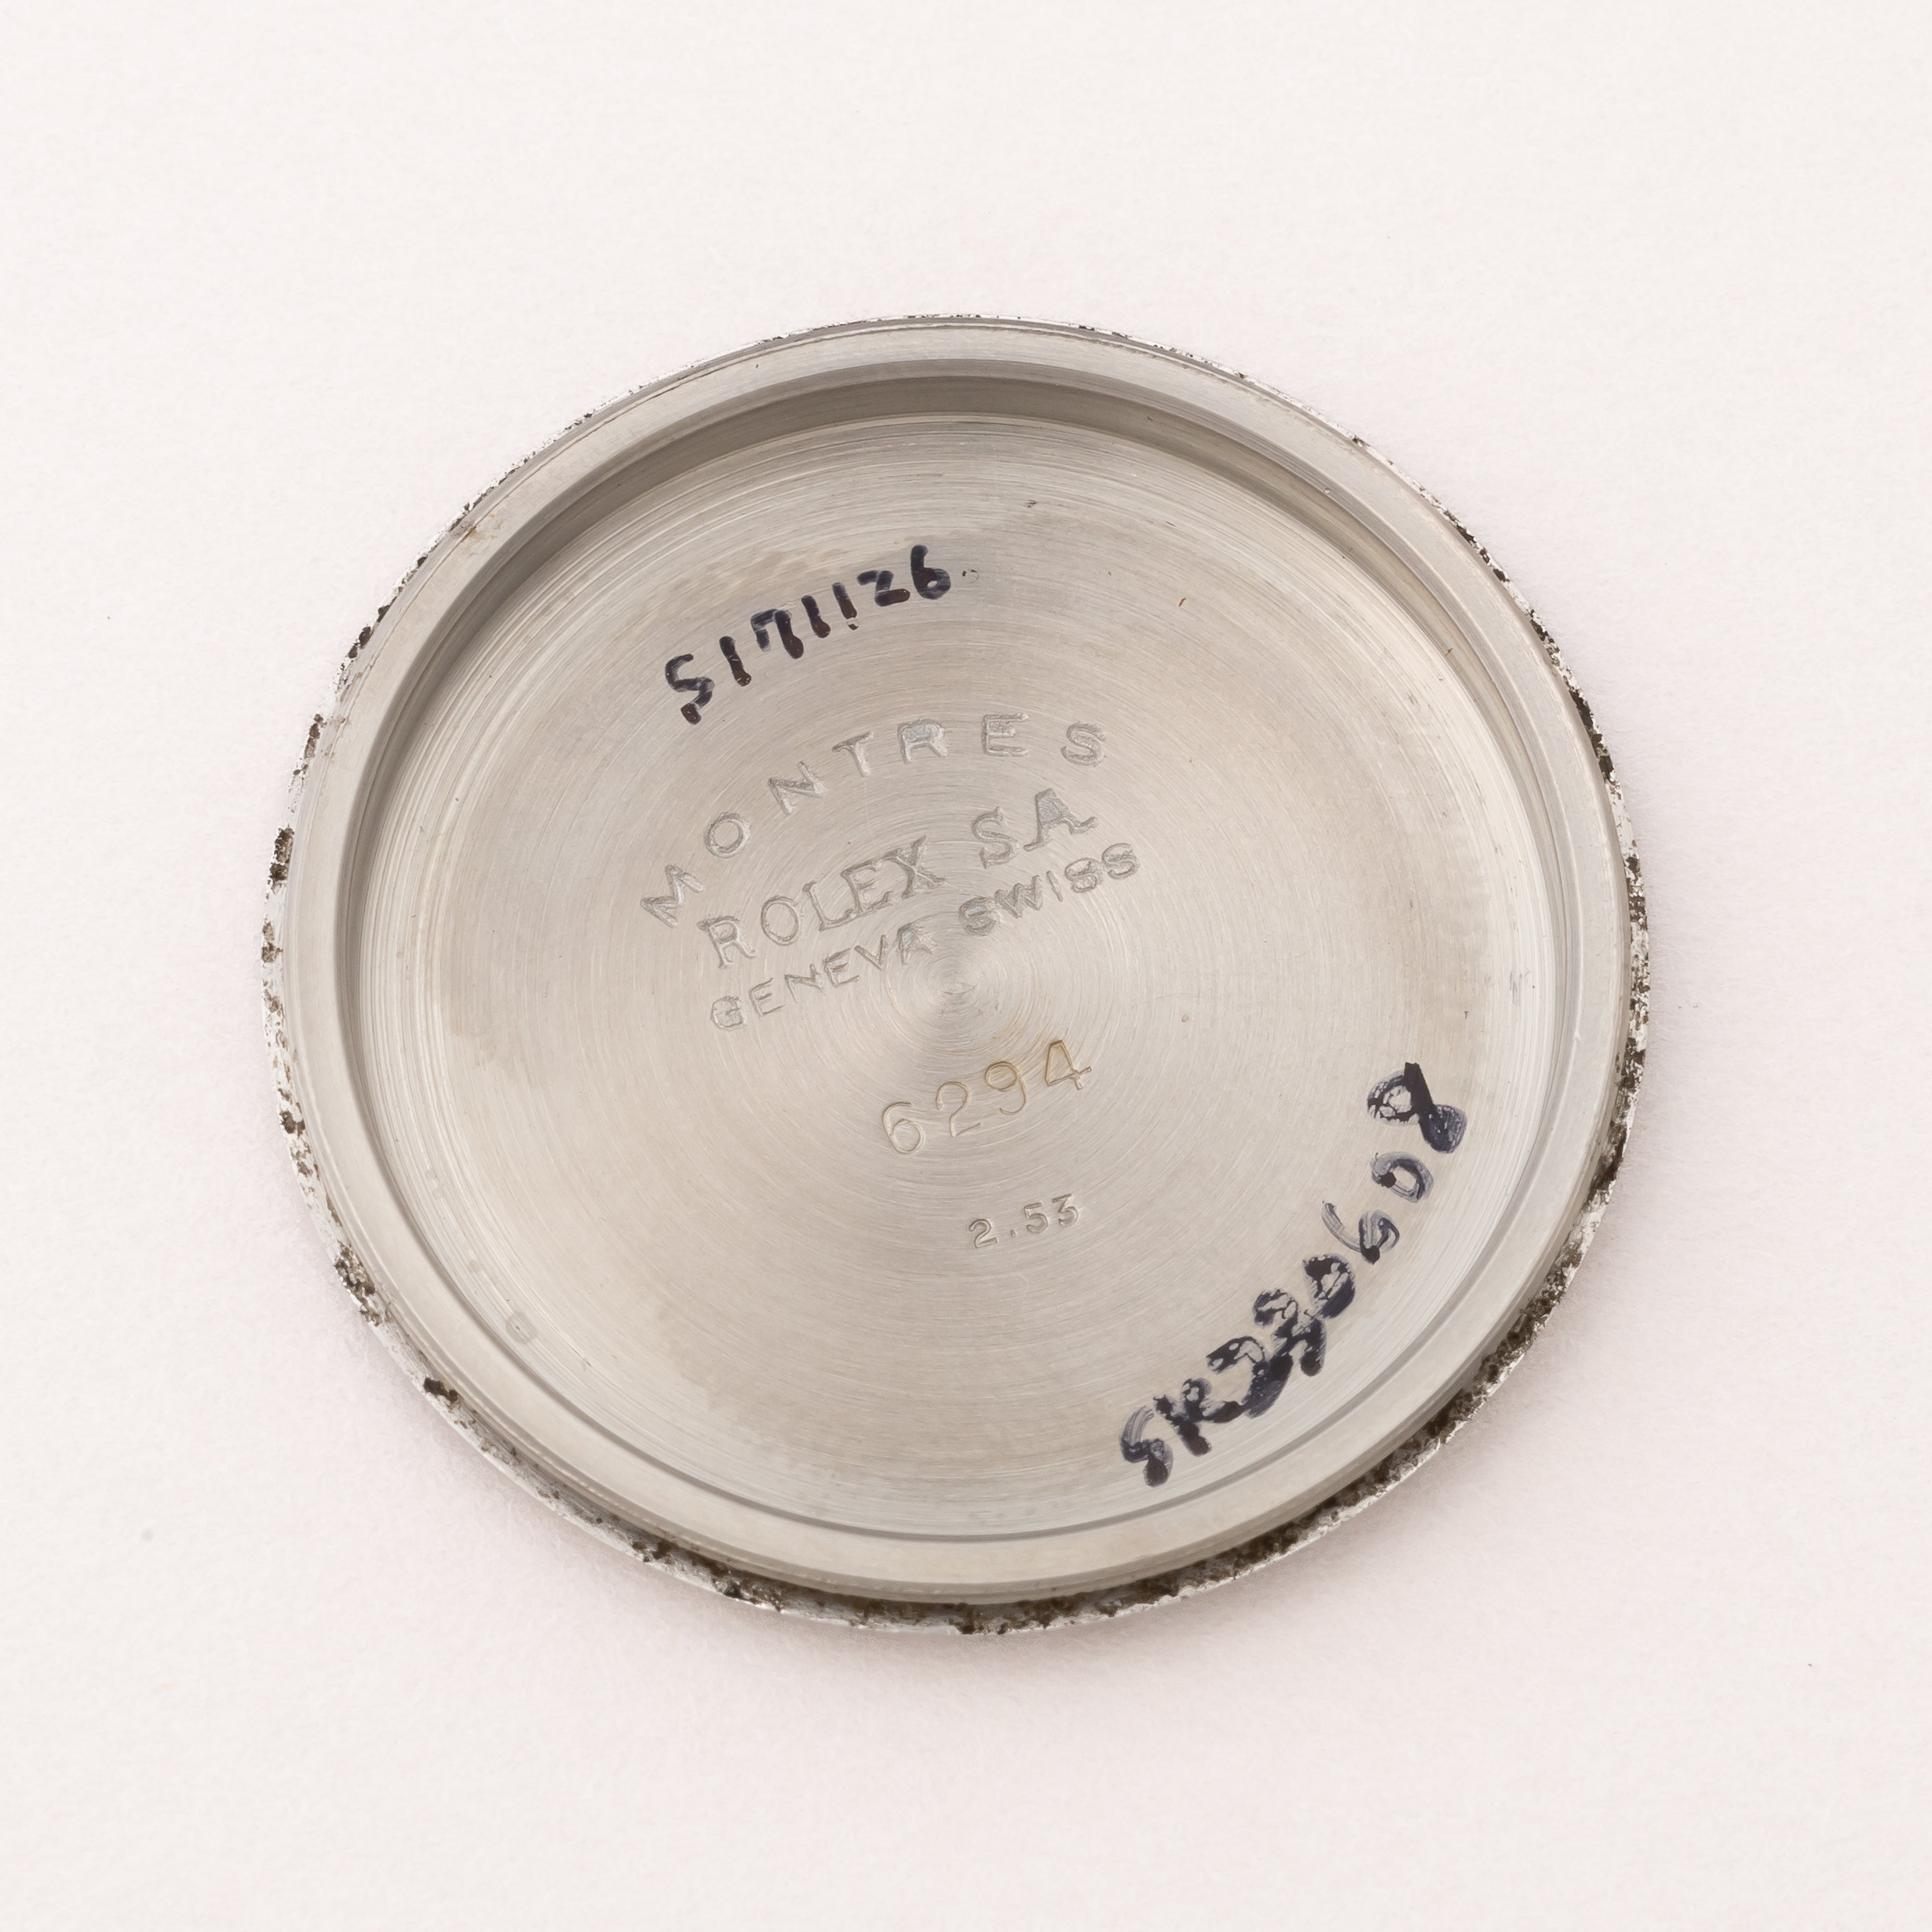 5171126
MONTRES
ROLEX SA
GENEVA SWISS
6294
2.53